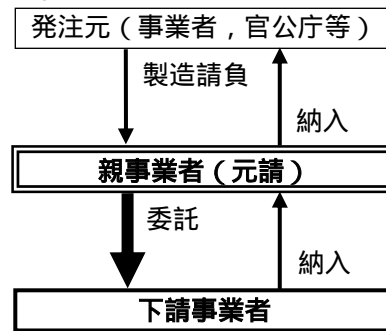 発注元（事業者，官公庁等）
製造請負
納入
親事業者（元請）
委託
納入
下請事業者